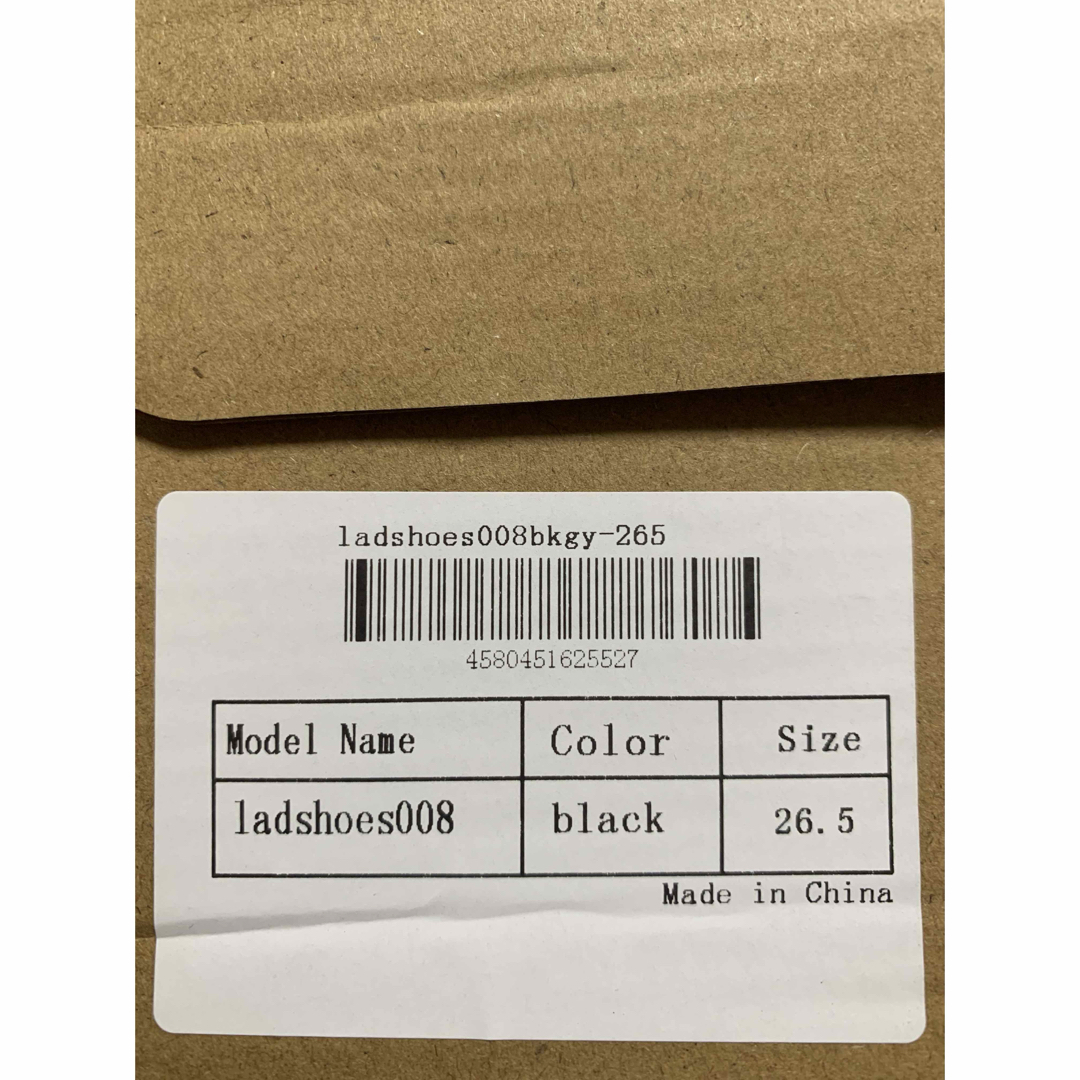 ladshoes008bkgy-265
4580451625527
Model Name Color Size
ladshoes008 black 26.5
Made in China